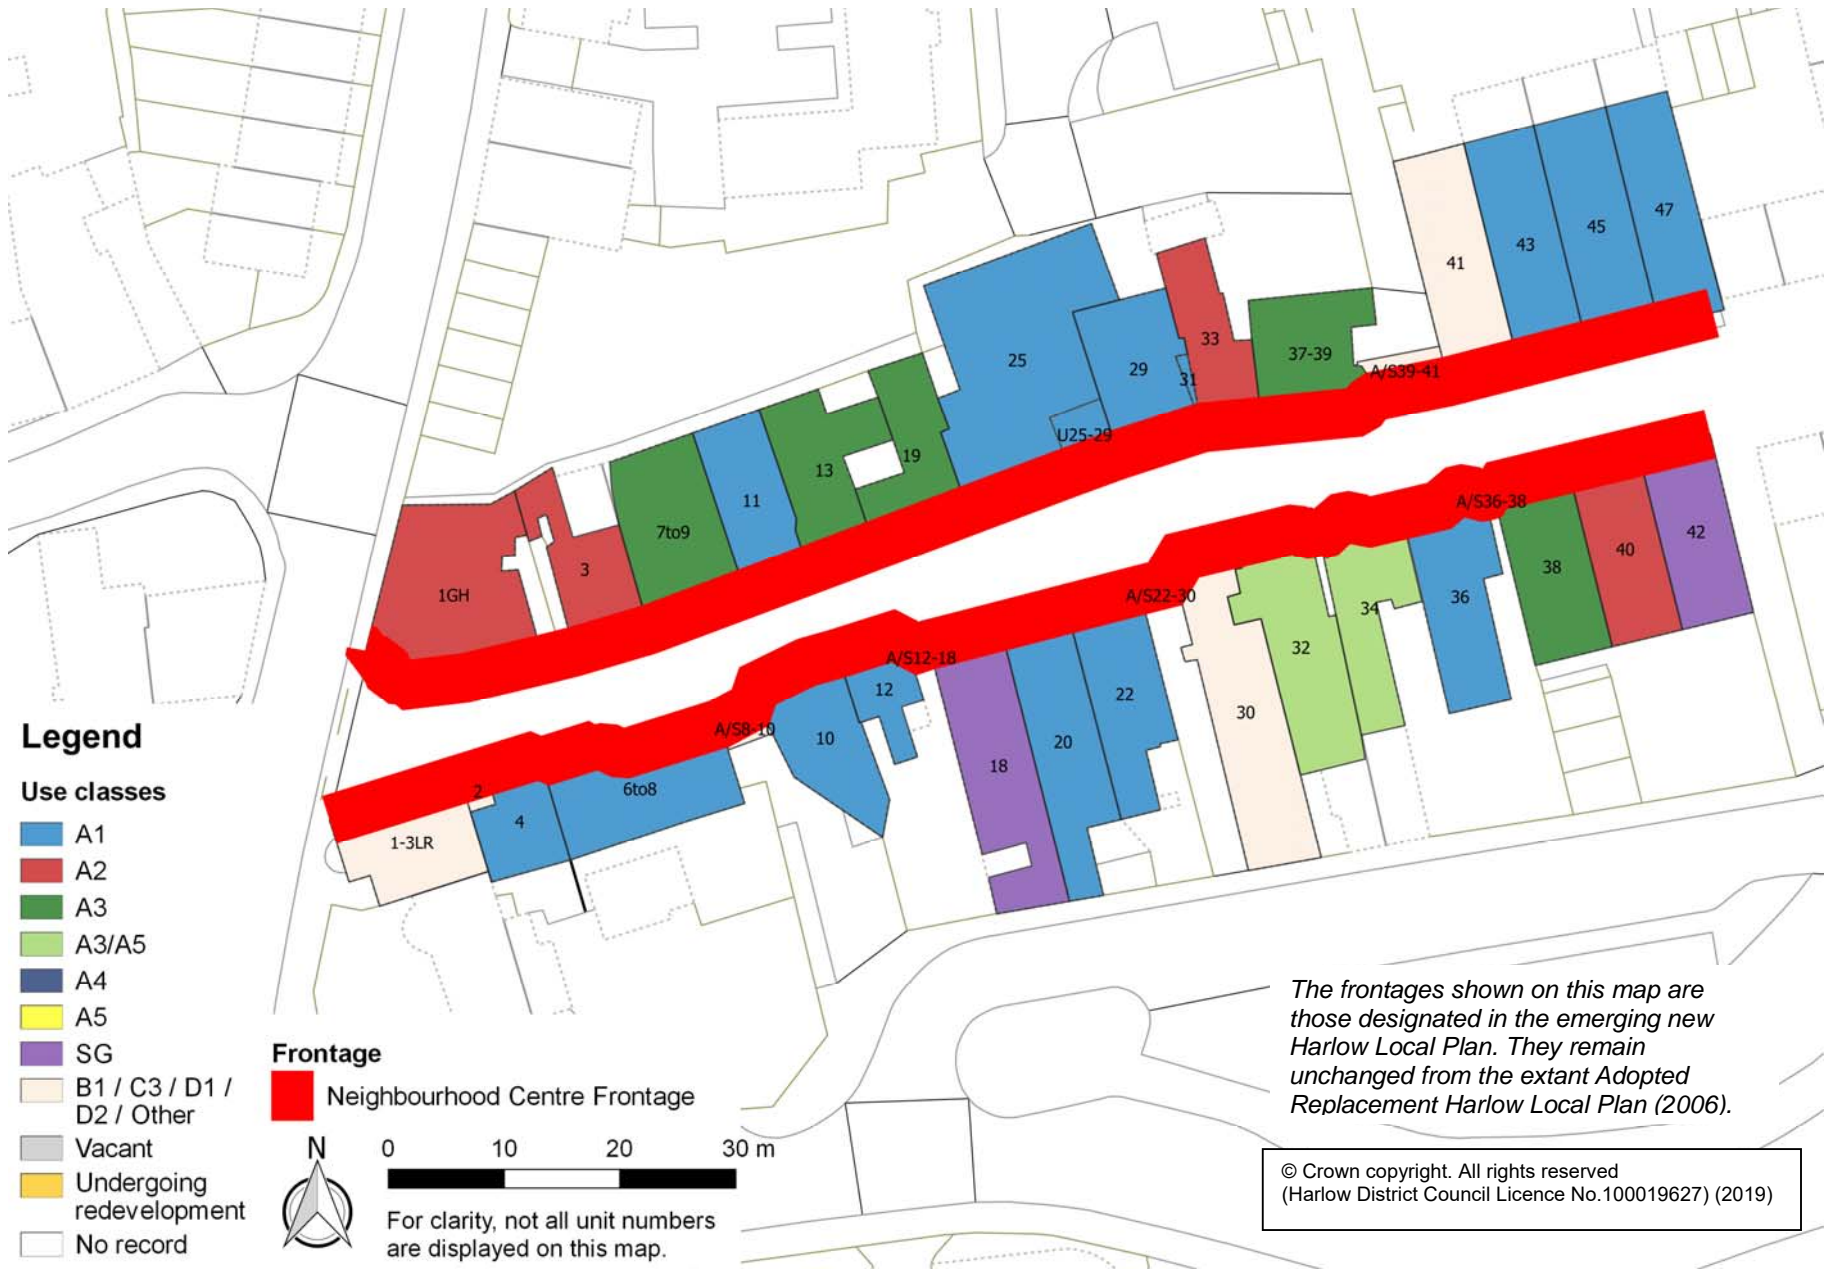 47
45
43
41
33
25
37-39
29
A/S39-41
31
U25-29
19
13
11
7to9
3
1GH
A/S36-38
42
40
38
36
A/S22-30
34
32
30
A/S12-18
12
22
20
18
A/S8-10
10
2
6to8
4
1-3LR
Legend
Use classes
A1
A2
A3
A3/A5
A4
A5
SG
B1 / C3 / D1 /
D2 / Other
Vacant
Undergoing
redevelopment
No record
Frontage
Neighbourhood Centre Frontage
N
0 10 20 30 m
For clarity, not all unit numbers
are displayed on this map.
The frontages shown on this map are
those designated in the emerging new
Harlow Local Plan. They remain
unchanged from the extant Adopted
Replacement Harlow Local Plan (2006).
© Crown copyright. All rights reserved
(Harlow District Council Licence No.100019627) (2019)